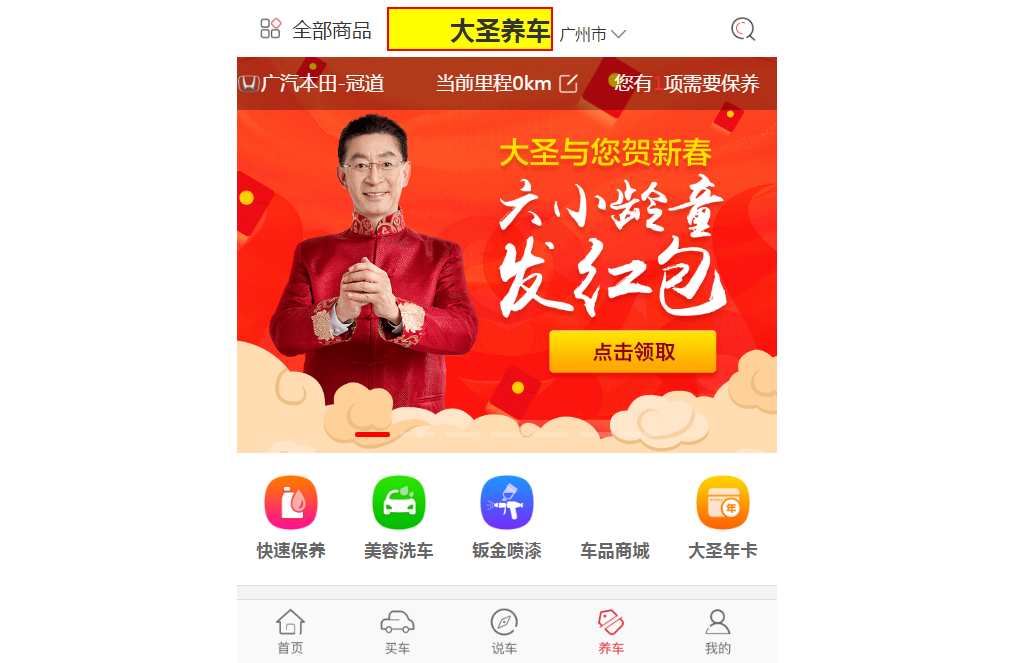 全部商品 大圣养车 广州市
广汽本田-冠道 当前里程0km 您有1项需要保养
大圣与您贺新春
六小龄童
发红包
点击领取
快速保养 美容洗车 钣金喷漆 车品商城 大圣年卡
年
首页 买车 说车 养车 我的